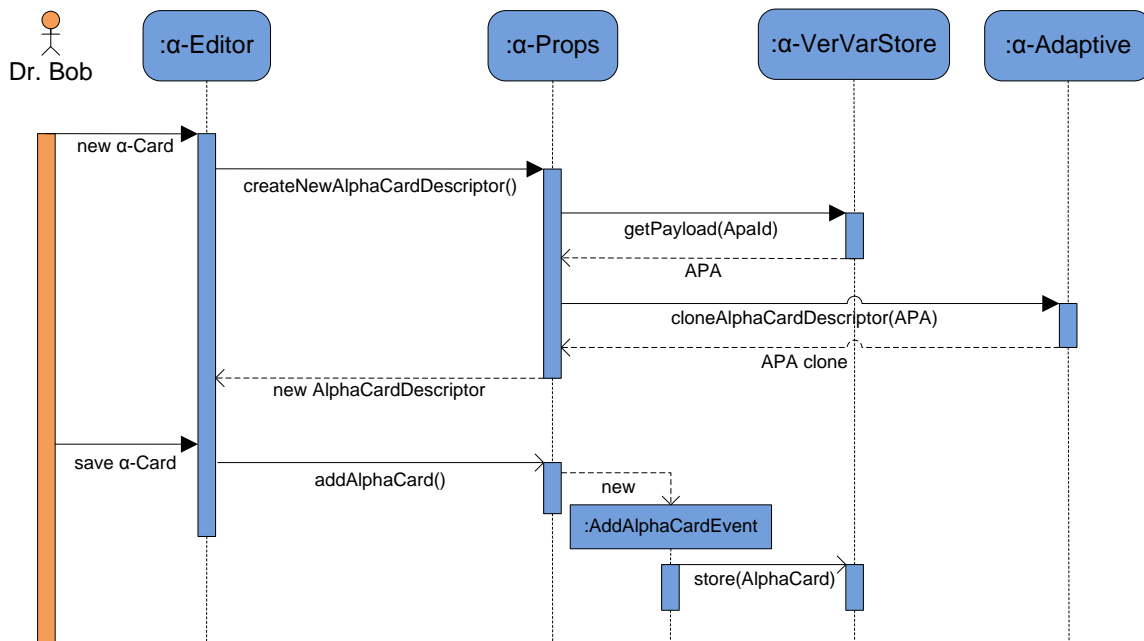 Dr. Bob
:α-Editor
:α-Props
:α-VerVarStore
:α-Adaptive
new α-Card
createNewAlphaCardDescriptor()
getPayload(ApaId)
APA
cloneAlphaCardDescriptor(APA)
APA clone
new AlphaCardDescriptor
save α-Card
addAlphaCard()
new
:AddAlphaCardEvent
store(AlphaCard)